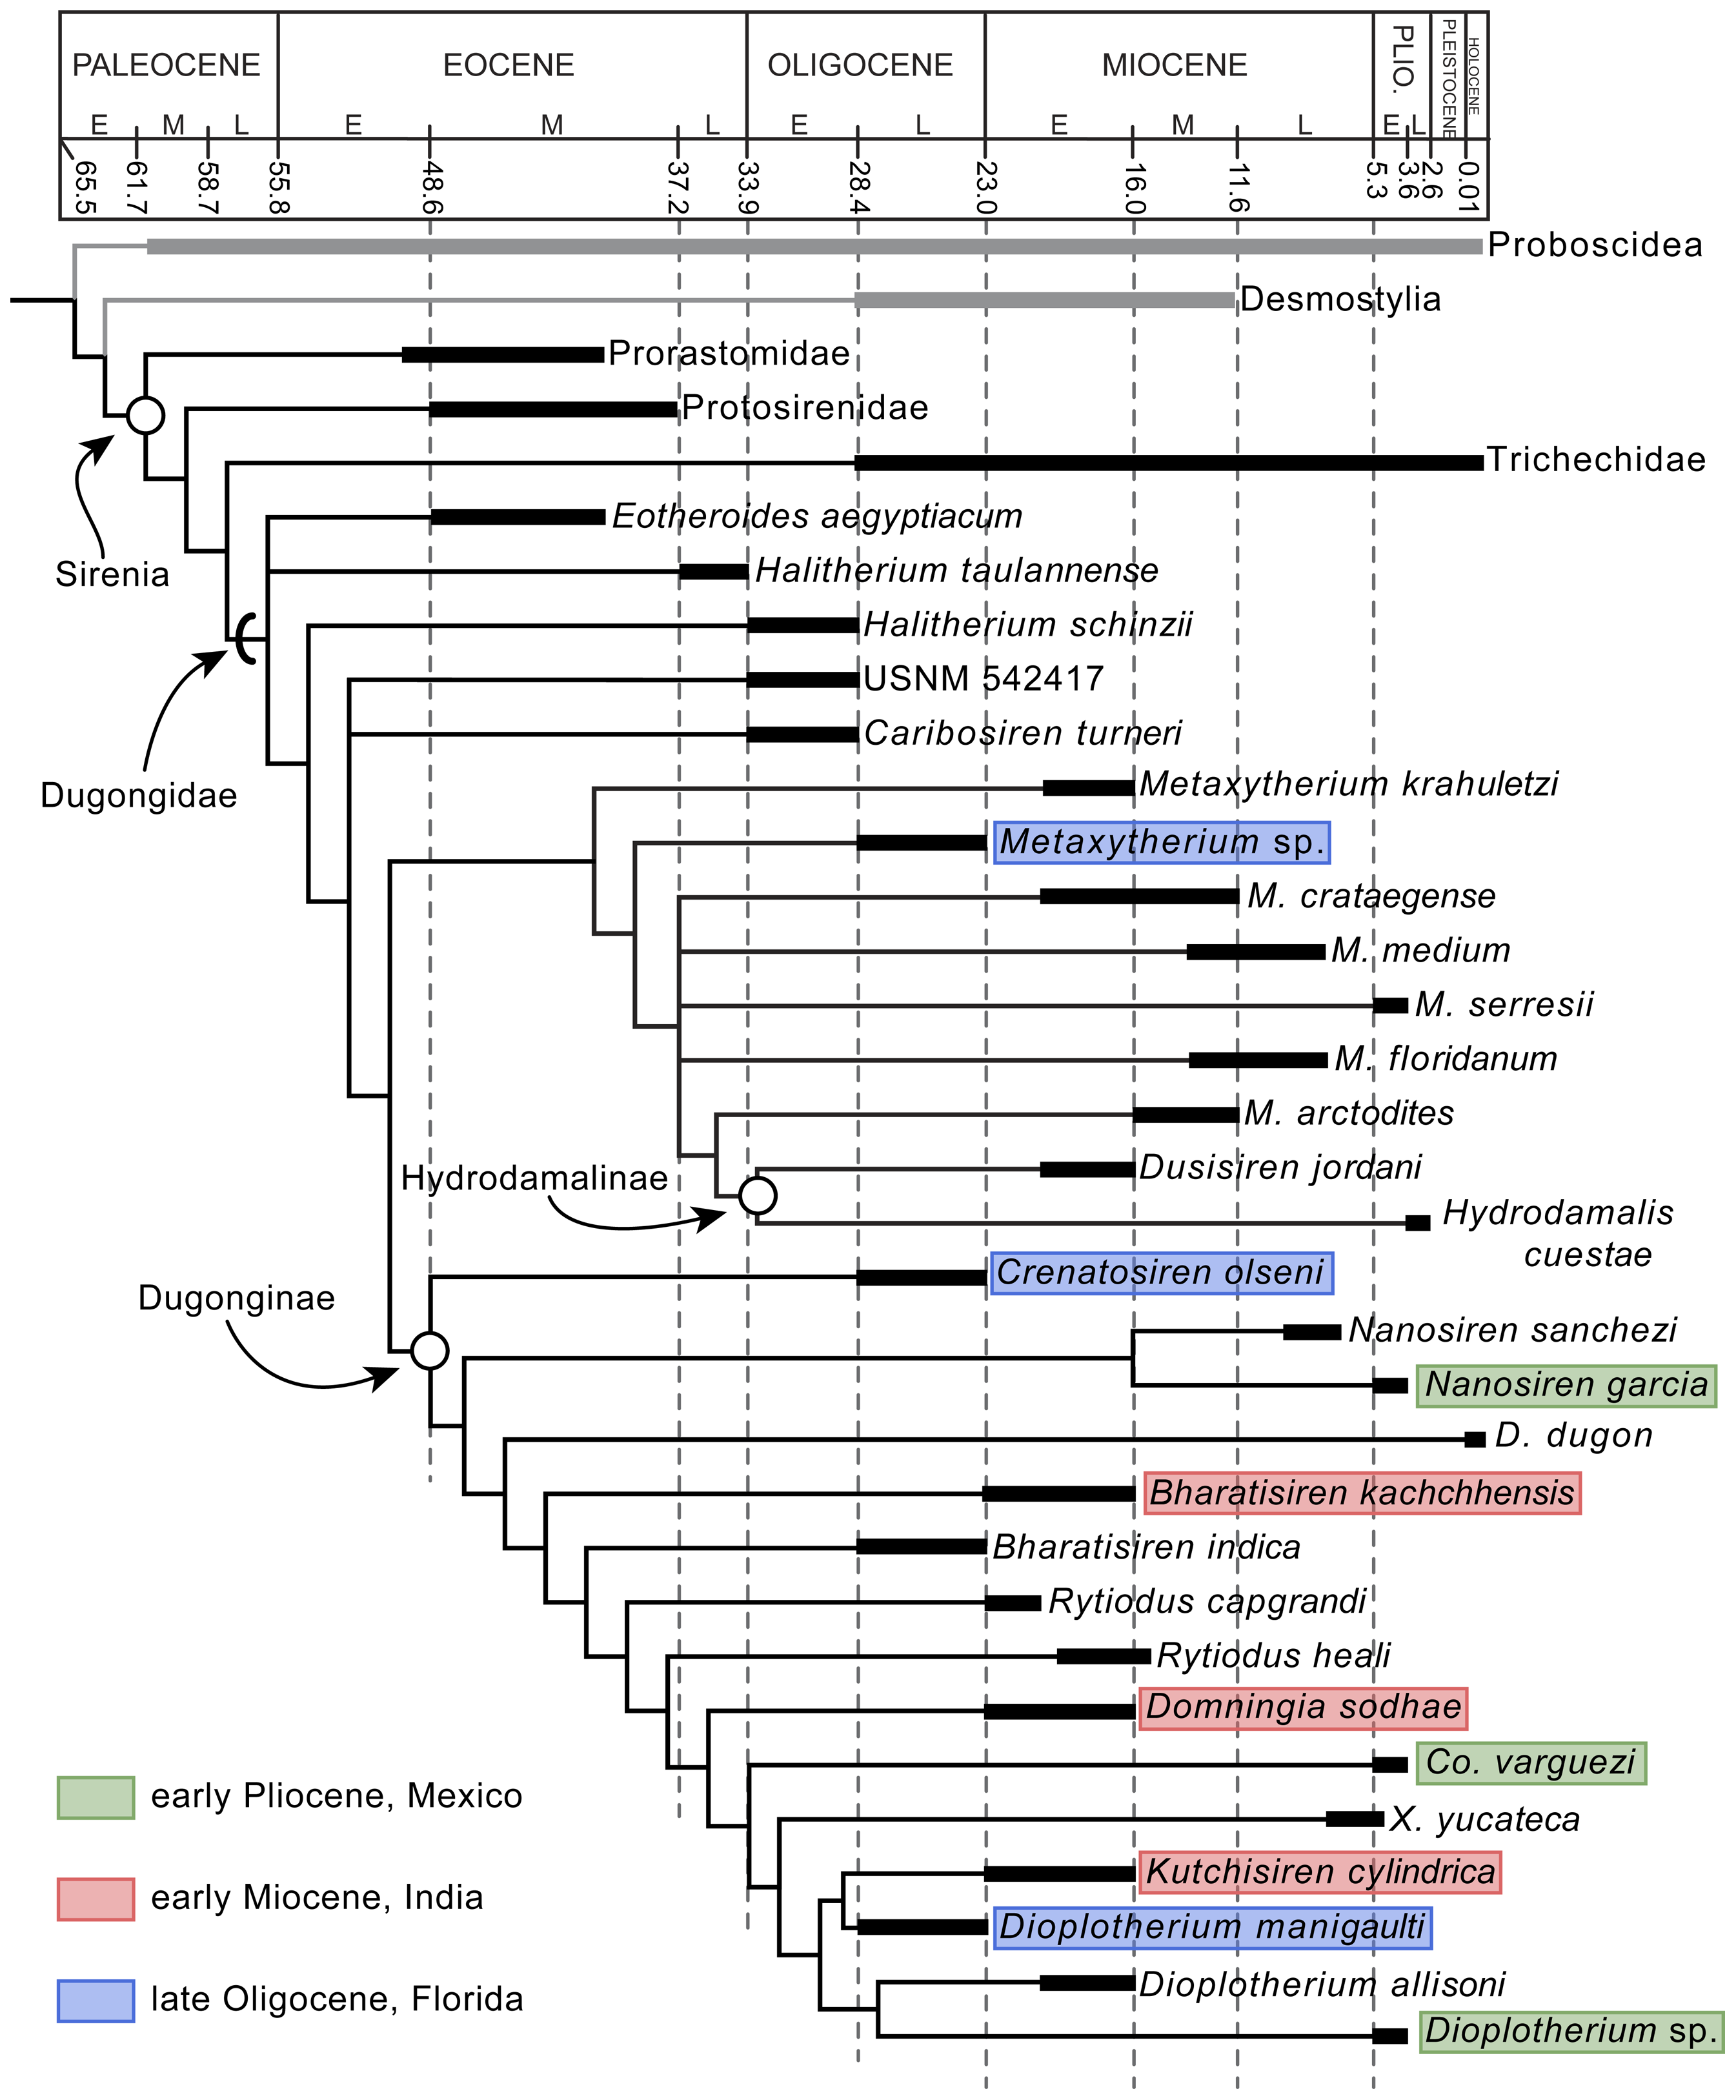 PALEOCENE EOCENE OLIGOCENE MIOCENE PLIO. PLEISTOCENE HOLOCENE
E M L E M L E L E M L E L
65.5 61.7 58.7 55.8 48.6 37.2 33.9 28.4 23.0 16.0 11.6 5.3 3.6 2.6 0.01
Proboscidea
Desmostylia
Prorastomidae
Protosirenidae
Trichechidae
Eotheroides aegyptiacum
Halitherium taulannense
Sirenia
Halitherium schinzii
USNM 542417
Caribosiren turneri
Metaxytherium krahuletzi
Dugongidae
Metaxytherium sp.
M. crataegense
M. medium
M. serresii
M. floridanum
M. arctodites
Dusisiren jordani
Hydrodamalinae
Hydrodamalis
cuestae
Crenatosiren olseni
Dugonginae
Nanosiren sanchezi
Nanosiren garcia
D. dugon
Bharatisiren kachchhensis
Bharatisiren indica
Rytiodus capgrandi
Rytiodus heali
Domningia sodhae
Co. varguezi
early Pliocene, Mexico
X. yucateca
Kutchisiren cylindrica
early Miocene, India
Dioplotherium manigaulti
Dioplotherium allisoni
late Oligocene, Florida
Dioplotherium sp.